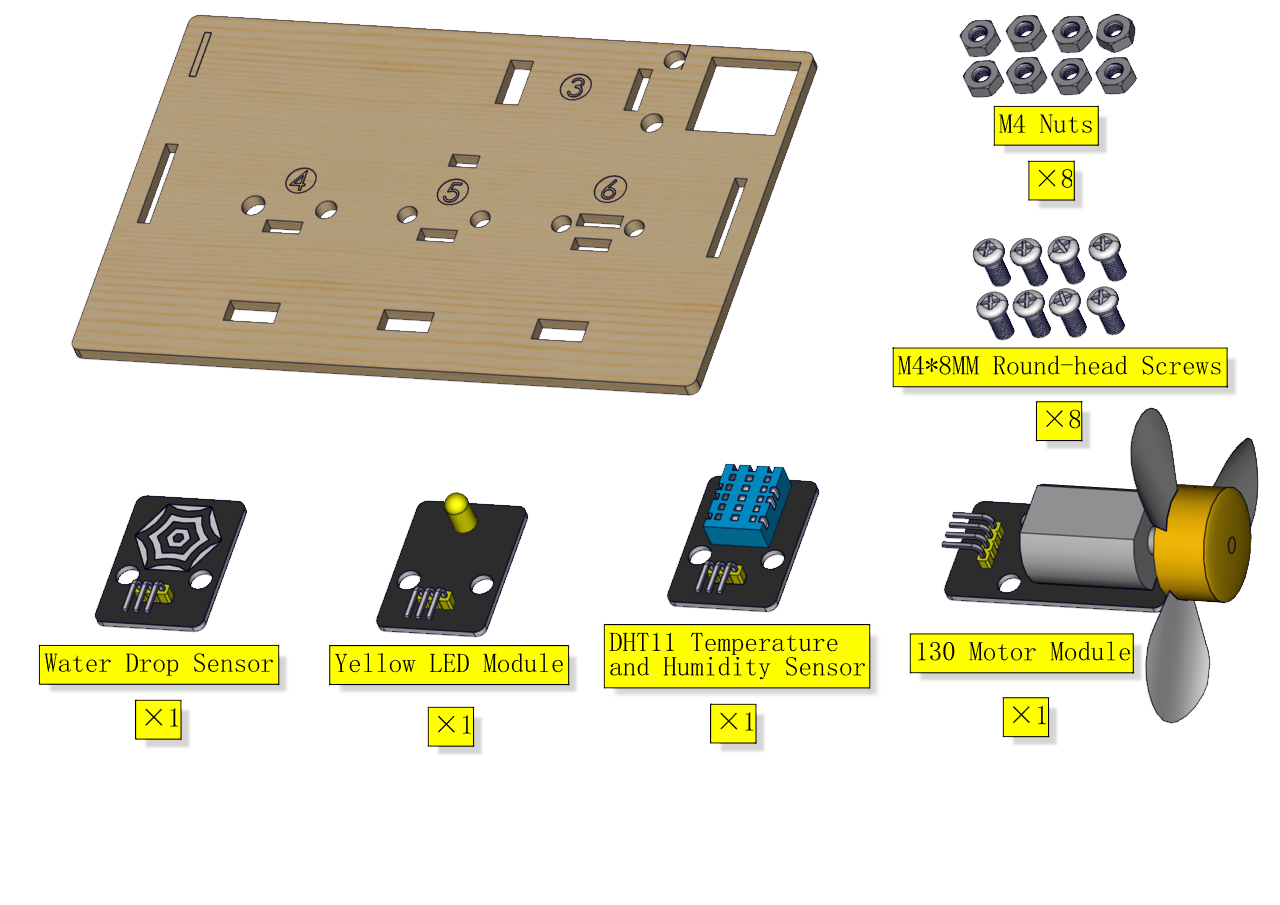 ③
④
⑤
⑥
M4 Nuts
×8
M4*8MM Round-head Screws
×8
Water Drop Sensor
×1
Yellow LED Module
×1
DHT11 Temperature
and Humidity Sensor
×1
130 Motor Module
×1